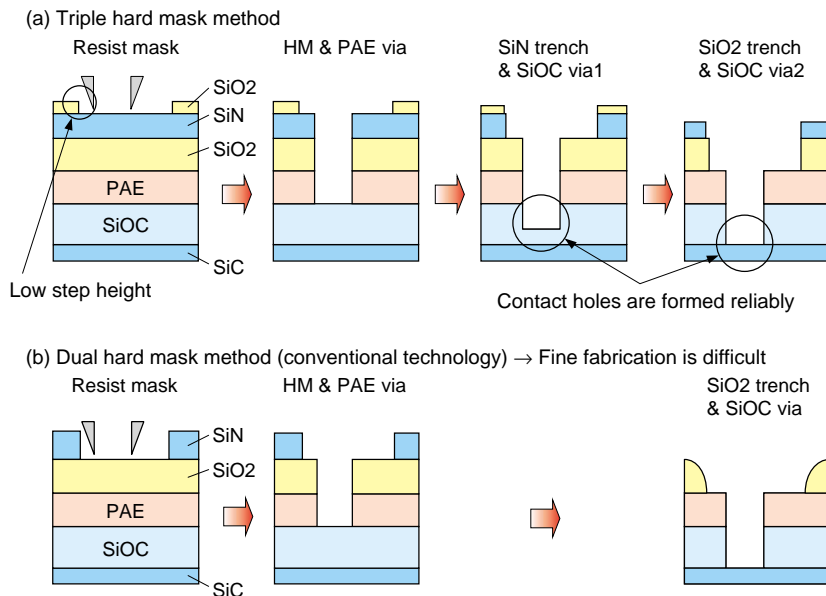 (a) Triple hard mask method
Resist mask
HM & PAE via
SiN trench
& SiOC via1
SiO2 trench
& SiOC via2
SiO2
SiN
SiO2
PAE
SiOC
SiC
Low step height
Contact holes are formed reliably
(b) Dual hard mask method (conventional technology) → Fine fabrication is difficult
Resist mask
HM & PAE via
SiO2 trench
& SiOC via
SiN
SiO2
PAE
SiOC
SiC